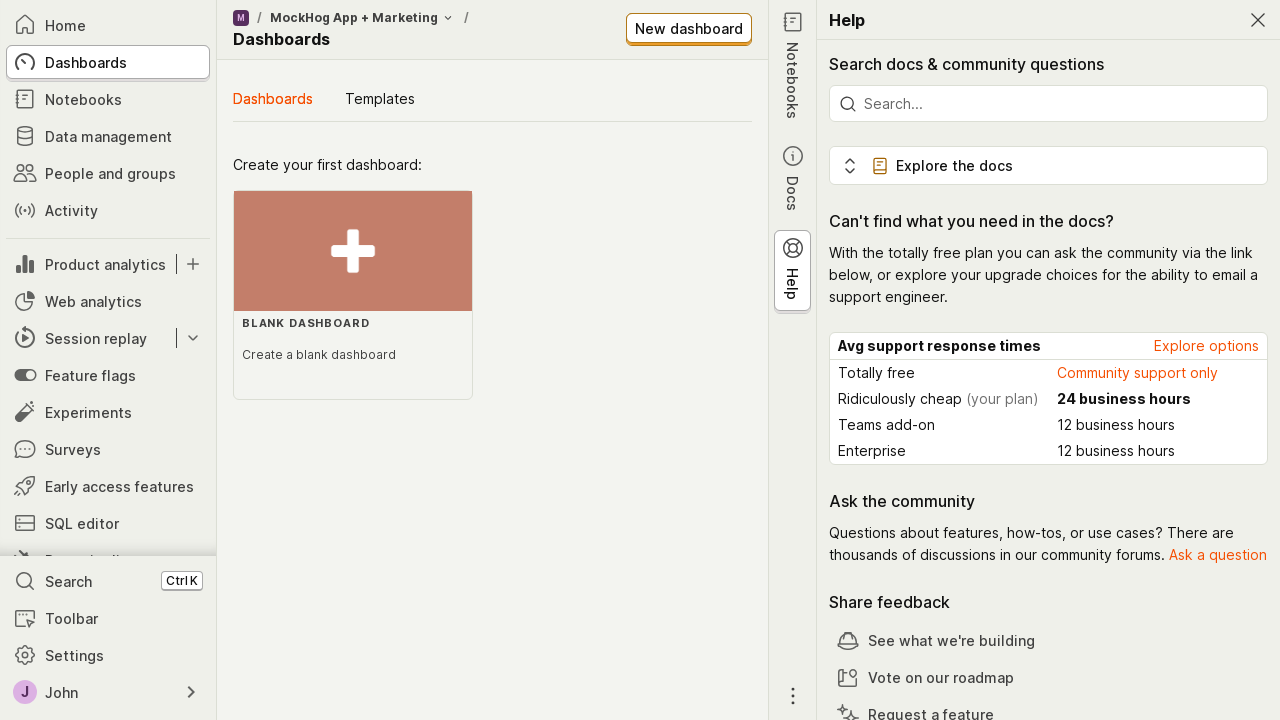 Home
Dashboards
Notebooks
Data management
People and groups
Activity
Product analytics
Web analytics
Session replay
Feature flags
Experiments
Surveys
Early access features
SQL editor
Search
Ctrl K
Toolbar
Settings
J
John
M / MockHog App + Marketing /
Dashboards
New dashboard
Dashboards
Templates
Create your first dashboard:
BLANK DASHBOARD
Create a blank dashboard
Notebooks
Docs
Help
Help
Search docs & community questions
Search...
Explore the docs
Can't find what you need in the docs?
With the totally free plan you can ask the community via the link
below, or explore your upgrade choices for the ability to email a
support engineer.
Avg support response times Explore options
Totally free Community support only
Ridiculously cheap (your plan) 24 business hours
Teams add-on 12 business hours
Enterprise 12 business hours
Ask the community
Questions about features, how-tos, or use cases? There are
thousands of discussions in our community forums. Ask a question
Share feedback
See what we're building
Vote on our roadmap
Request a feature